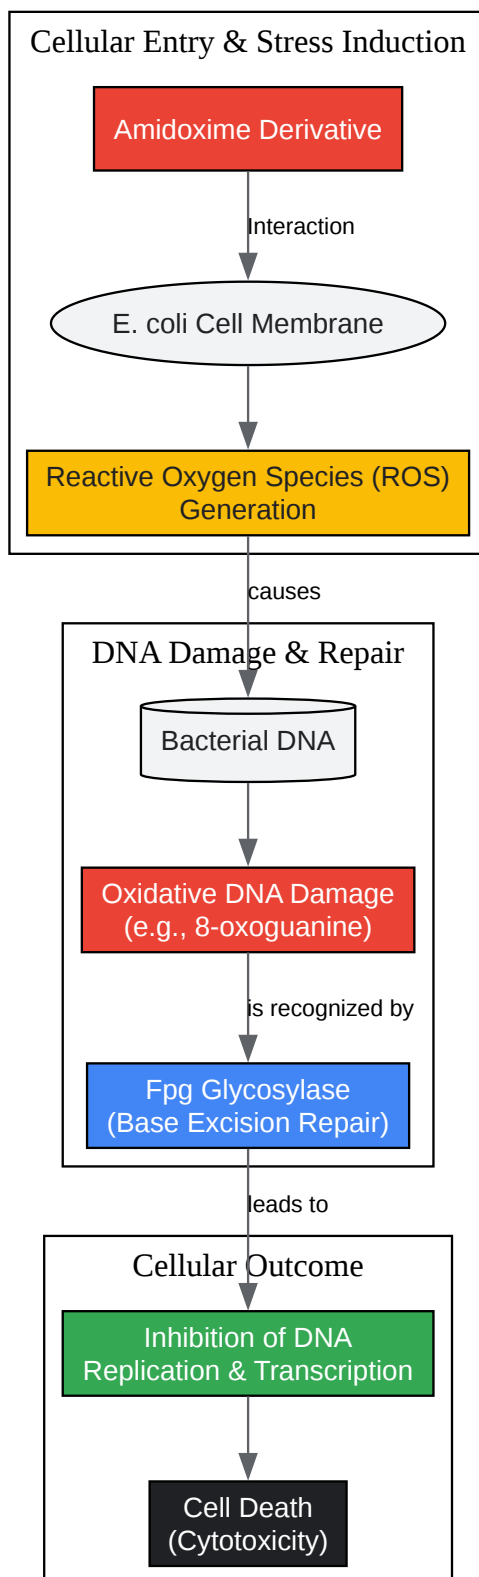 Cellular Entry & Stress Induction
Amidoxime Derivative
Interaction
E. coli Cell Membrane
Reactive Oxygen Species (ROS)
Generation
causes
DNA Damage & Repair
Bacterial DNA
Oxidative DNA Damage
(e.g., 8-oxoguanine)
is recognized by
Fpg Glycosylase
(Base Excision Repair)
leads to
Cellular Outcome
Inhibition of DNA
Replication & Transcription
Cell Death
(Cytotoxicity)